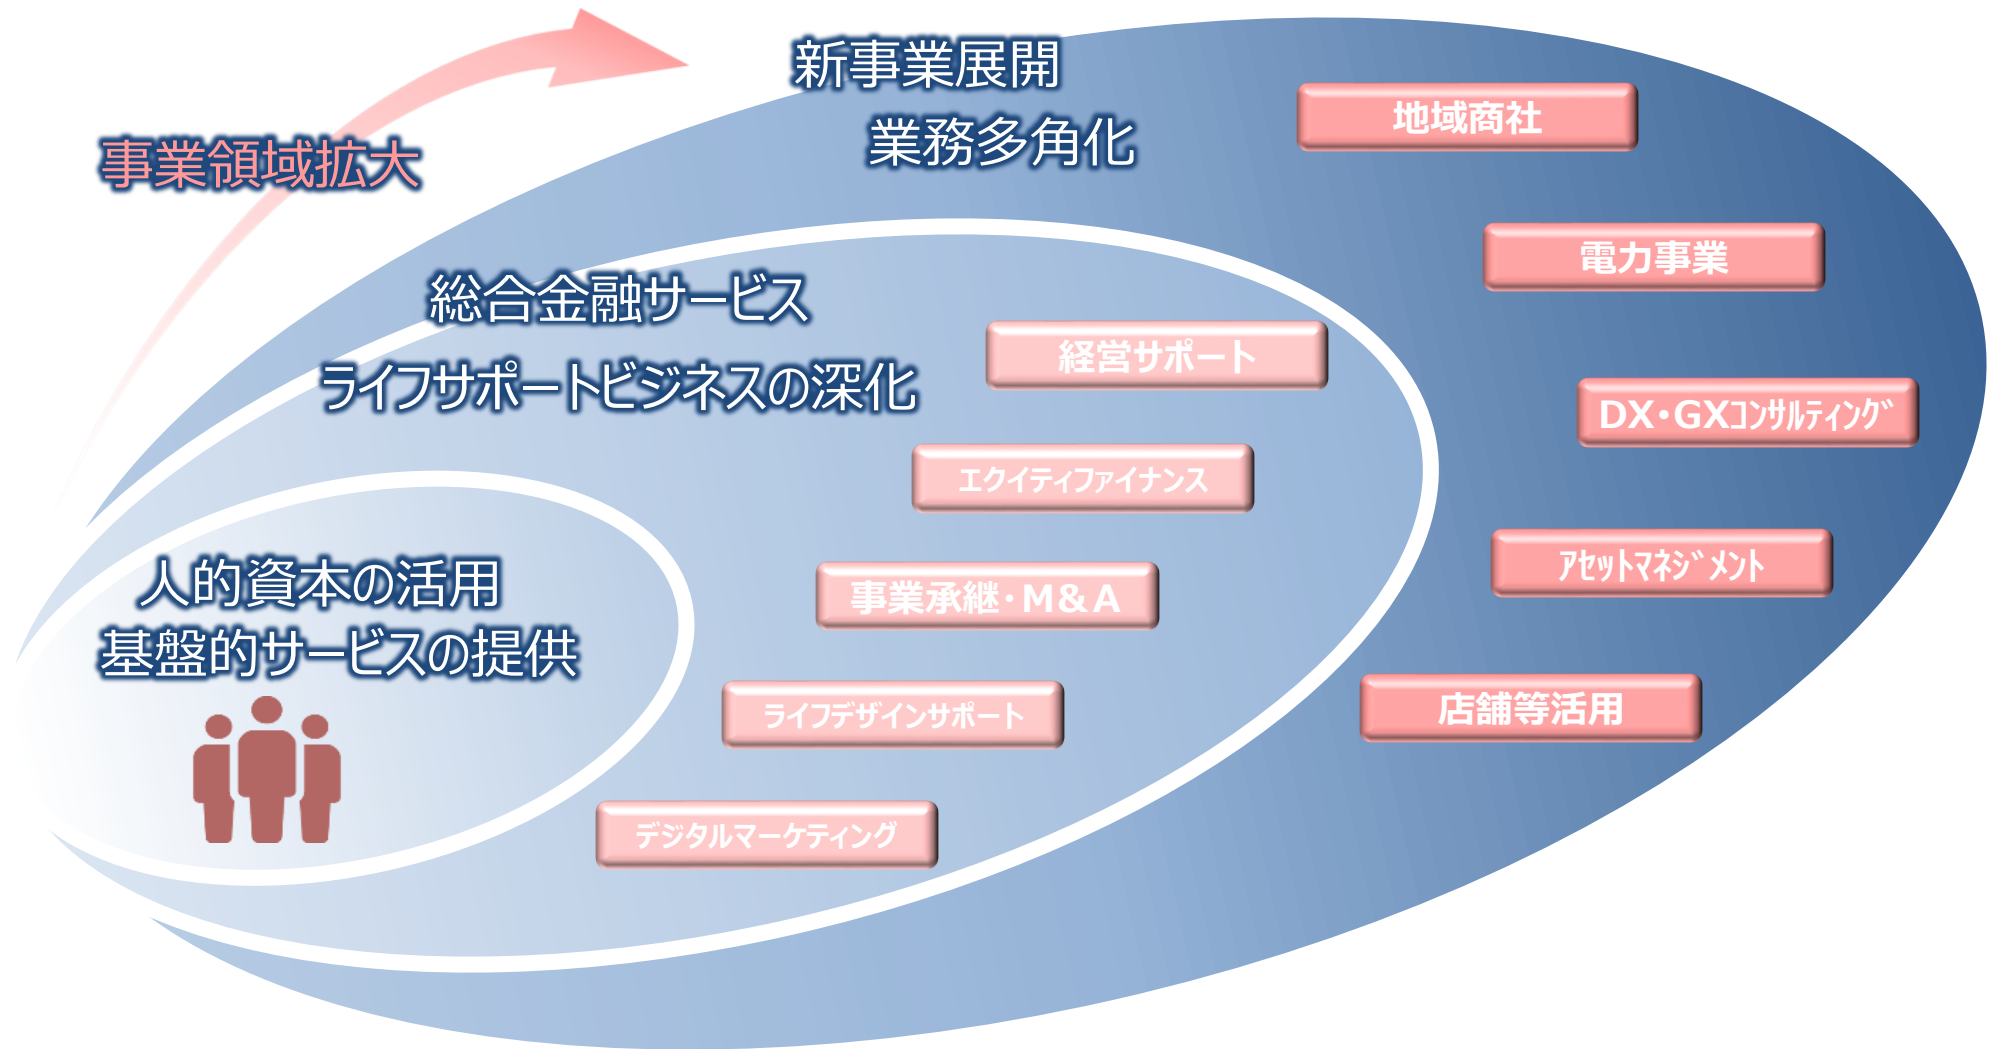 新事業展開
業務多角化
事業領域拡大
地域商社
電力事業
総合金融サービス
ライフサポートビジネスの深化
経営サポート
DX・GXｺﾝｻﾙﾃｨﾝｸﾞ
エクイティファイナンス
ｱｾｯﾄﾏﾈｼﾞﾒﾝﾄ
人的資本の活用
基盤的サービスの提供
事業承継・M＆A
ライフデザインサポート
店舗等活用
デジタルマーケティング